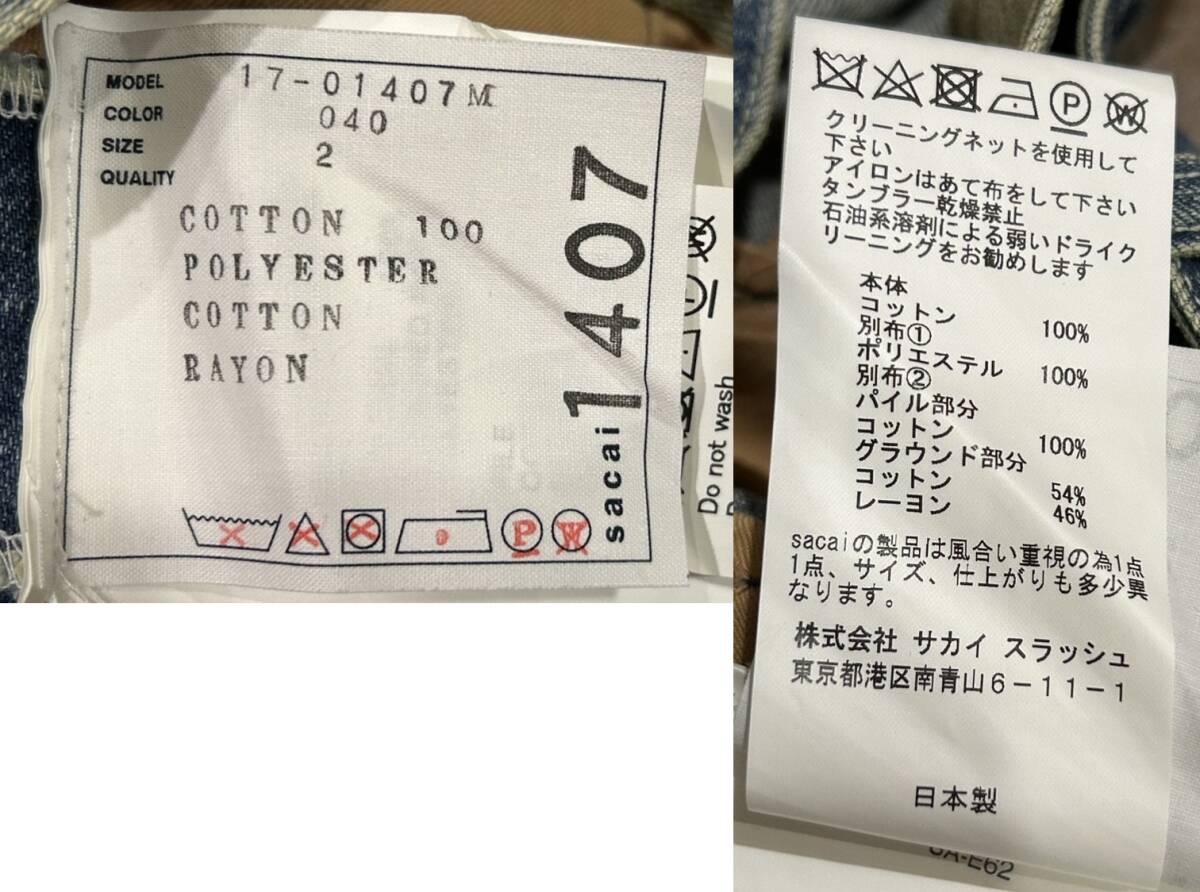 MODEL 17-01407M
COLOR 040
SIZE 2
QUALITY
COTTON 100
POLYESTER
COTTON
RAYON
sacai 1407
P W
Do not wash
P W
クリーニングネットを使用して
下さい
アイロンはあて布をして下さい
タンブラー乾燥禁止
石油系溶剤による弱いドライク
リーニングをお勧めします
本体
コットン 100%
別布①
ポリエステル 100%
別布②
パイル部分
コットン 100%
グラウンド部分
コットン 54%
レーヨン 46%
sacaiの製品は風合い重視の為1点
1点、サイズ、仕上がりも多少異
なります。
株式会社 サカイ スラッシュ
東京都港区南青山6-11-1
日本製